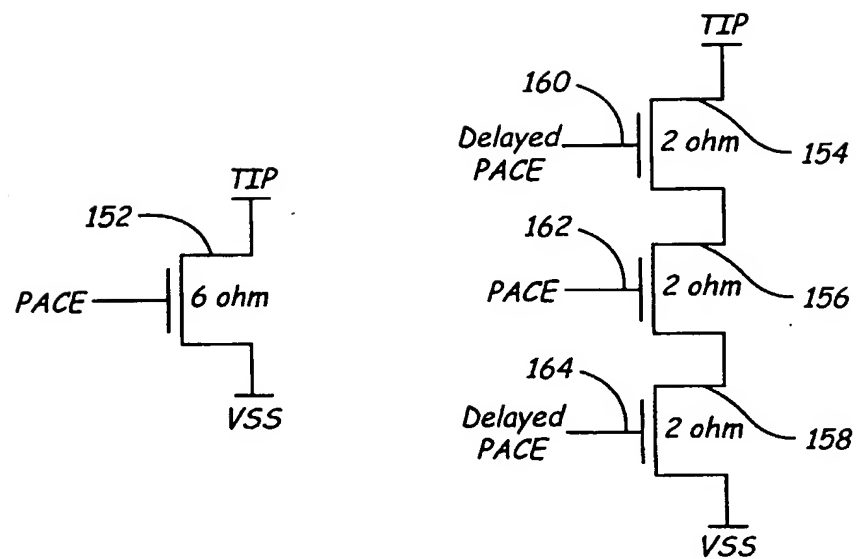 TIP
152
PACE
6 ohm
VSS
TIP
160
Delayed
PACE
2 ohm
154
162
PACE
2 ohm
156
164
Delayed
PACE
2 ohm
158
VSS